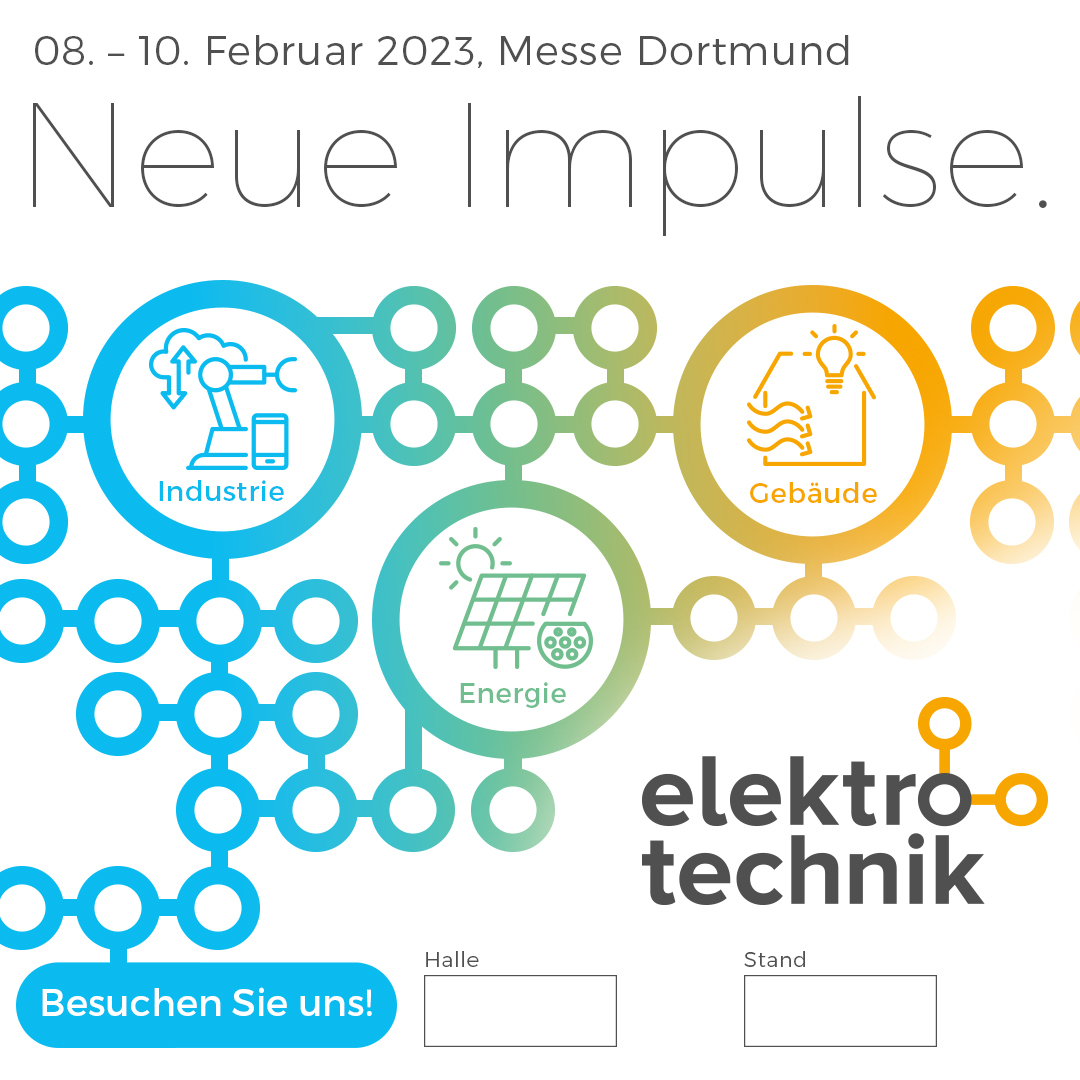 08. – 10. Februar 2023, Messe Dortmund
Neue Impulse.
Industrie
Gebäude
Energie
elektro
technik
Halle
Stand
Besuchen Sie uns!